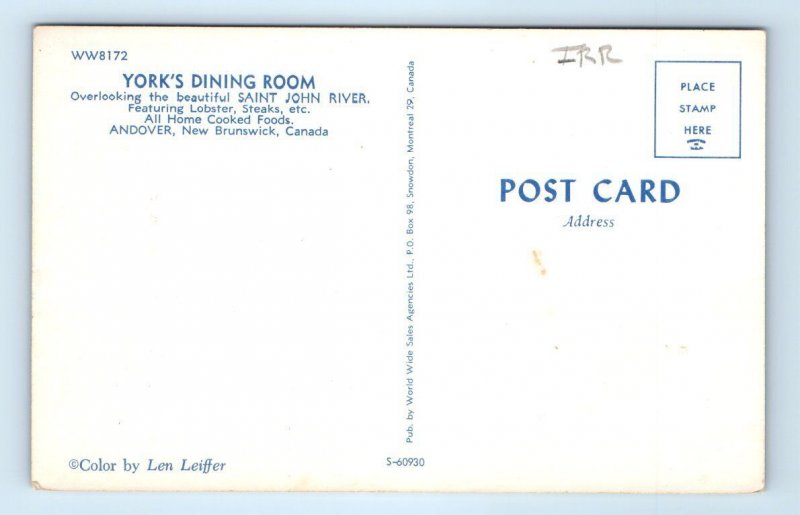 WW8172
YORK'S DINING ROOM
Overlooking the beautiful SAINT JOHN RIVER.
Featuring Lobster, Steaks, etc.
All Home Cooked Foods.
ANDOVER, New Brunswick, Canada
©Color by Len Leiffer
Pub. by World Wide Sales Agencies Ltd., P.O. Box 98, Snowdon, Montreal 29, Canada
S-60930
IRR
PLACE
STAMP
HERE
POST CARD
Address